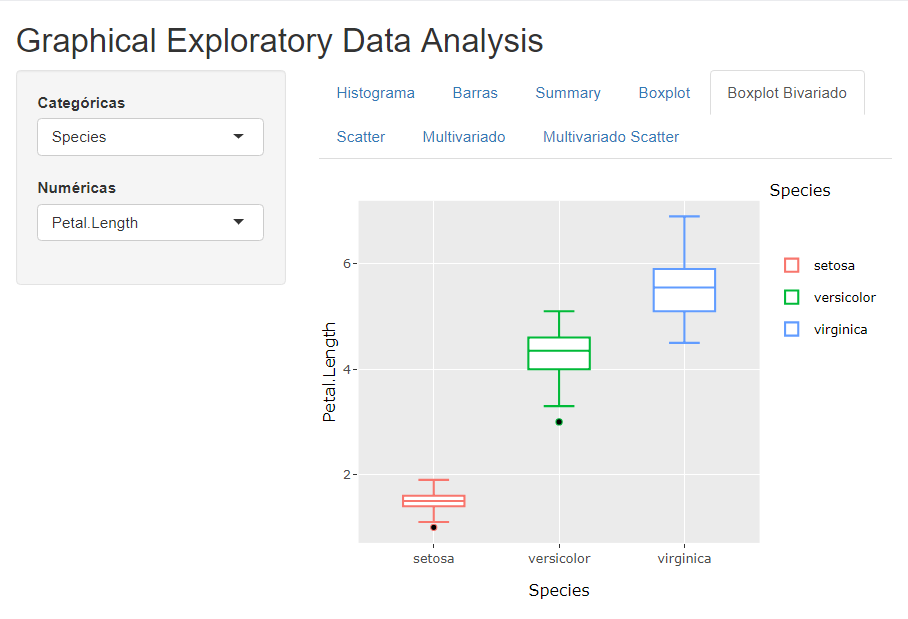 Graphical Exploratory Data Analysis
Categóricas
Species
Numéricas
Petal.Length
Histograma Barras Summary Boxplot Boxplot Bivariado
Scatter Multivariado Multivariado Scatter
Species
setosa
versicolor
virginica
Petal.Length
6
4
2
setosa versicolor virginica
Species